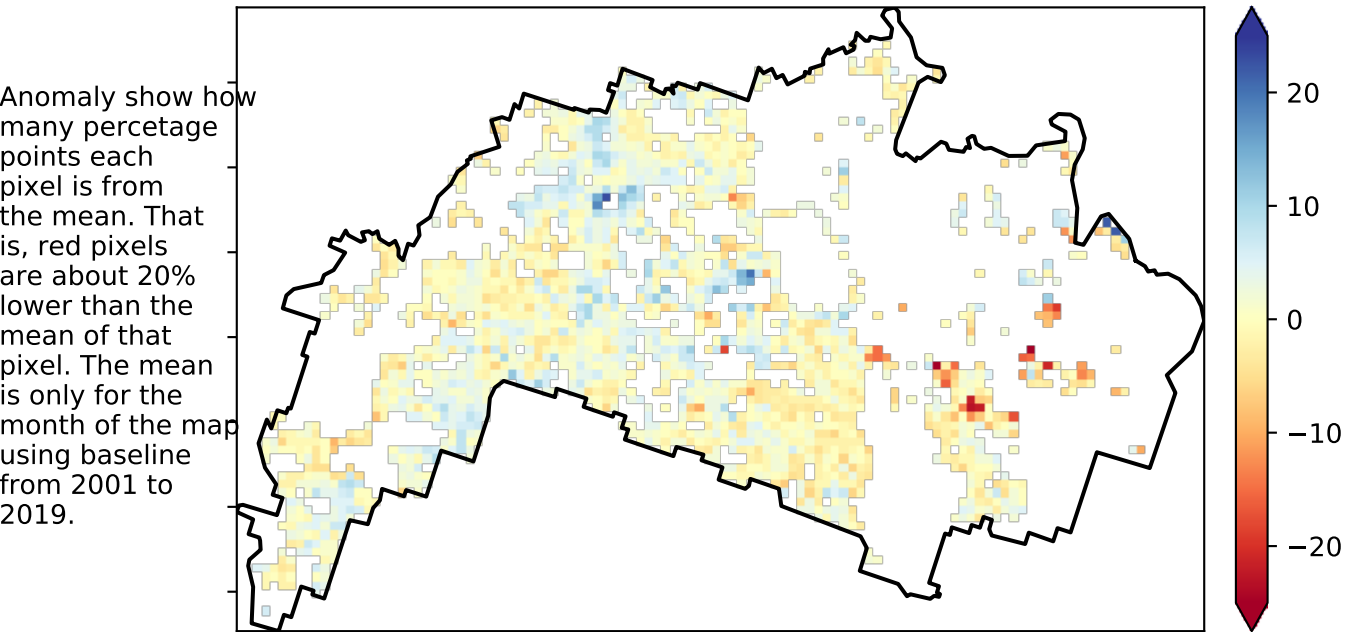 Anomaly show how
many percetage
points each
pixel is from
the mean. That
is, red pixels
are about 20%
lower than the
mean of that
pixel. The mean
is only for the
month of the map
using baseline
from 2001 to
2019.
20
10
0
−10
−20